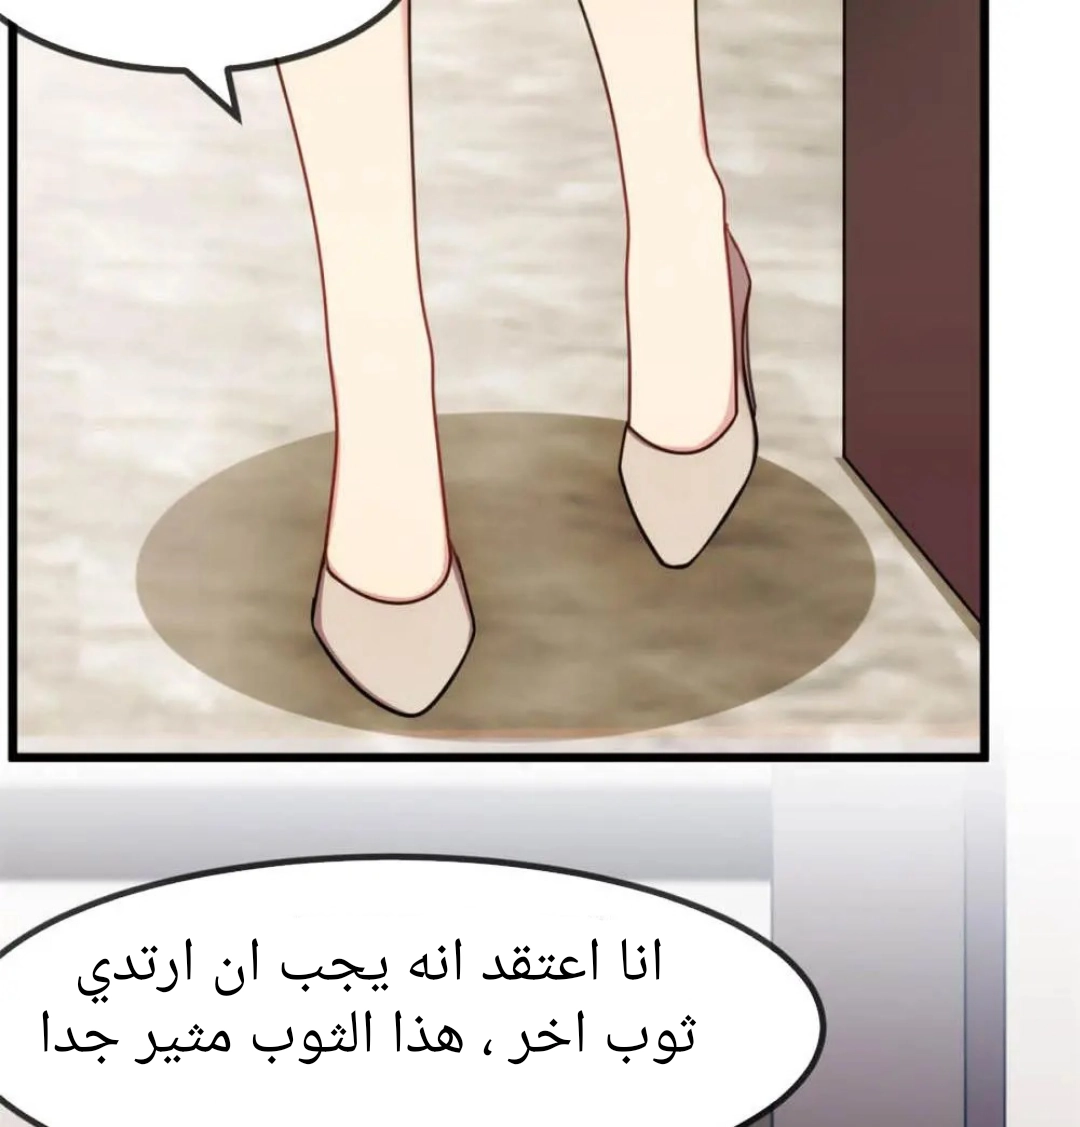 انا اعتقد انه يجب ان ارتدي
ثوب اخر ، هذا الثوب مثير جدا